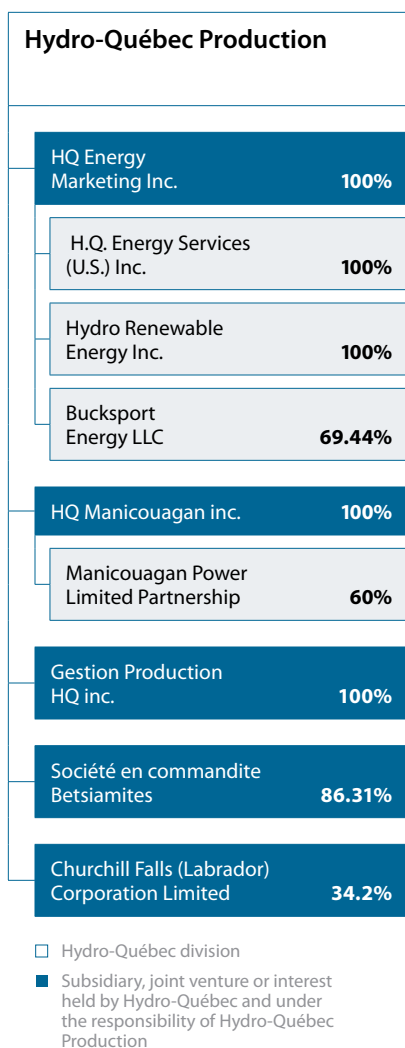 Hydro-Québec Production
HQ Energy
Marketing Inc. 100%
H.Q. Energy Services
(U.S.) Inc. 100%
Hydro Renewable
Energy Inc. 100%
Bucksport
Energy LLC 69.44%
HQ Manicouagan inc. 100%
Manicouagan Power
Limited Partnership 60%
Gestion Production
HQ inc. 100%
Société en commandite
Betsiamites 86.31%
Churchill Falls (Labrador)
Corporation Limited 34.2%
Hydro-Québec division
Subsidiary, joint venture or interest
held by Hydro-Québec and under
the responsibility of Hydro-Québec
Production